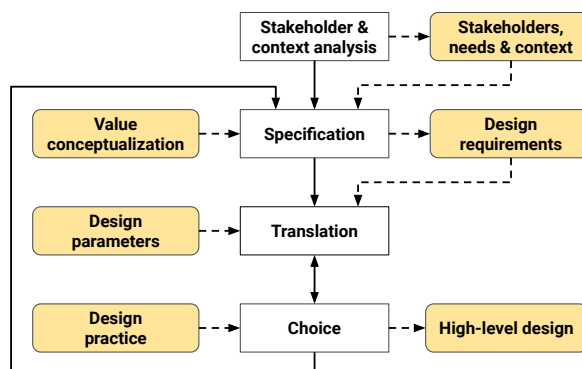 Stakeholder &
context analysis
Stakeholders,
needs & context
Value
conceptualization
Specification
Design
requirements
Design
parameters
Translation
Design
practice
Choice
High-level design